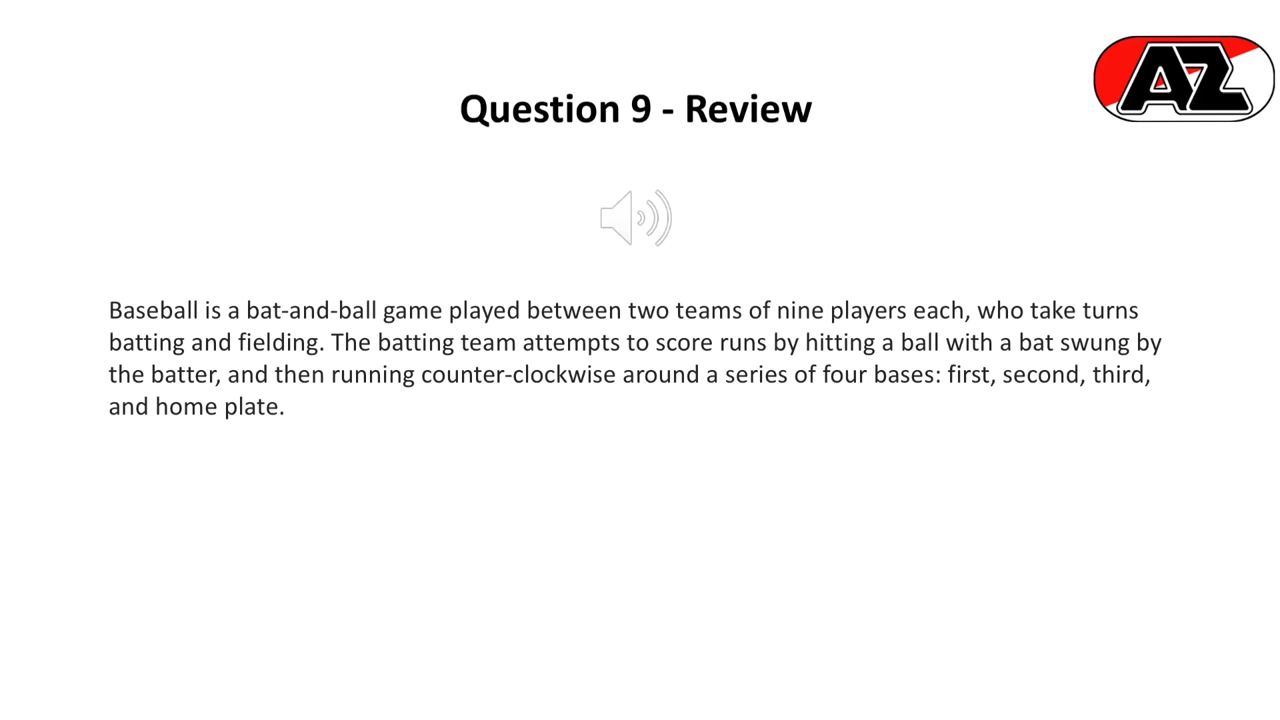 AZ
Question 9 - Review
Baseball is a bat-and-ball game played between two teams of nine players each, who take turns
batting and fielding. The batting team attempts to score runs by hitting a ball with a bat swung by
the batter, and then running counter-clockwise around a series of four bases: first, second, third,
and home plate.